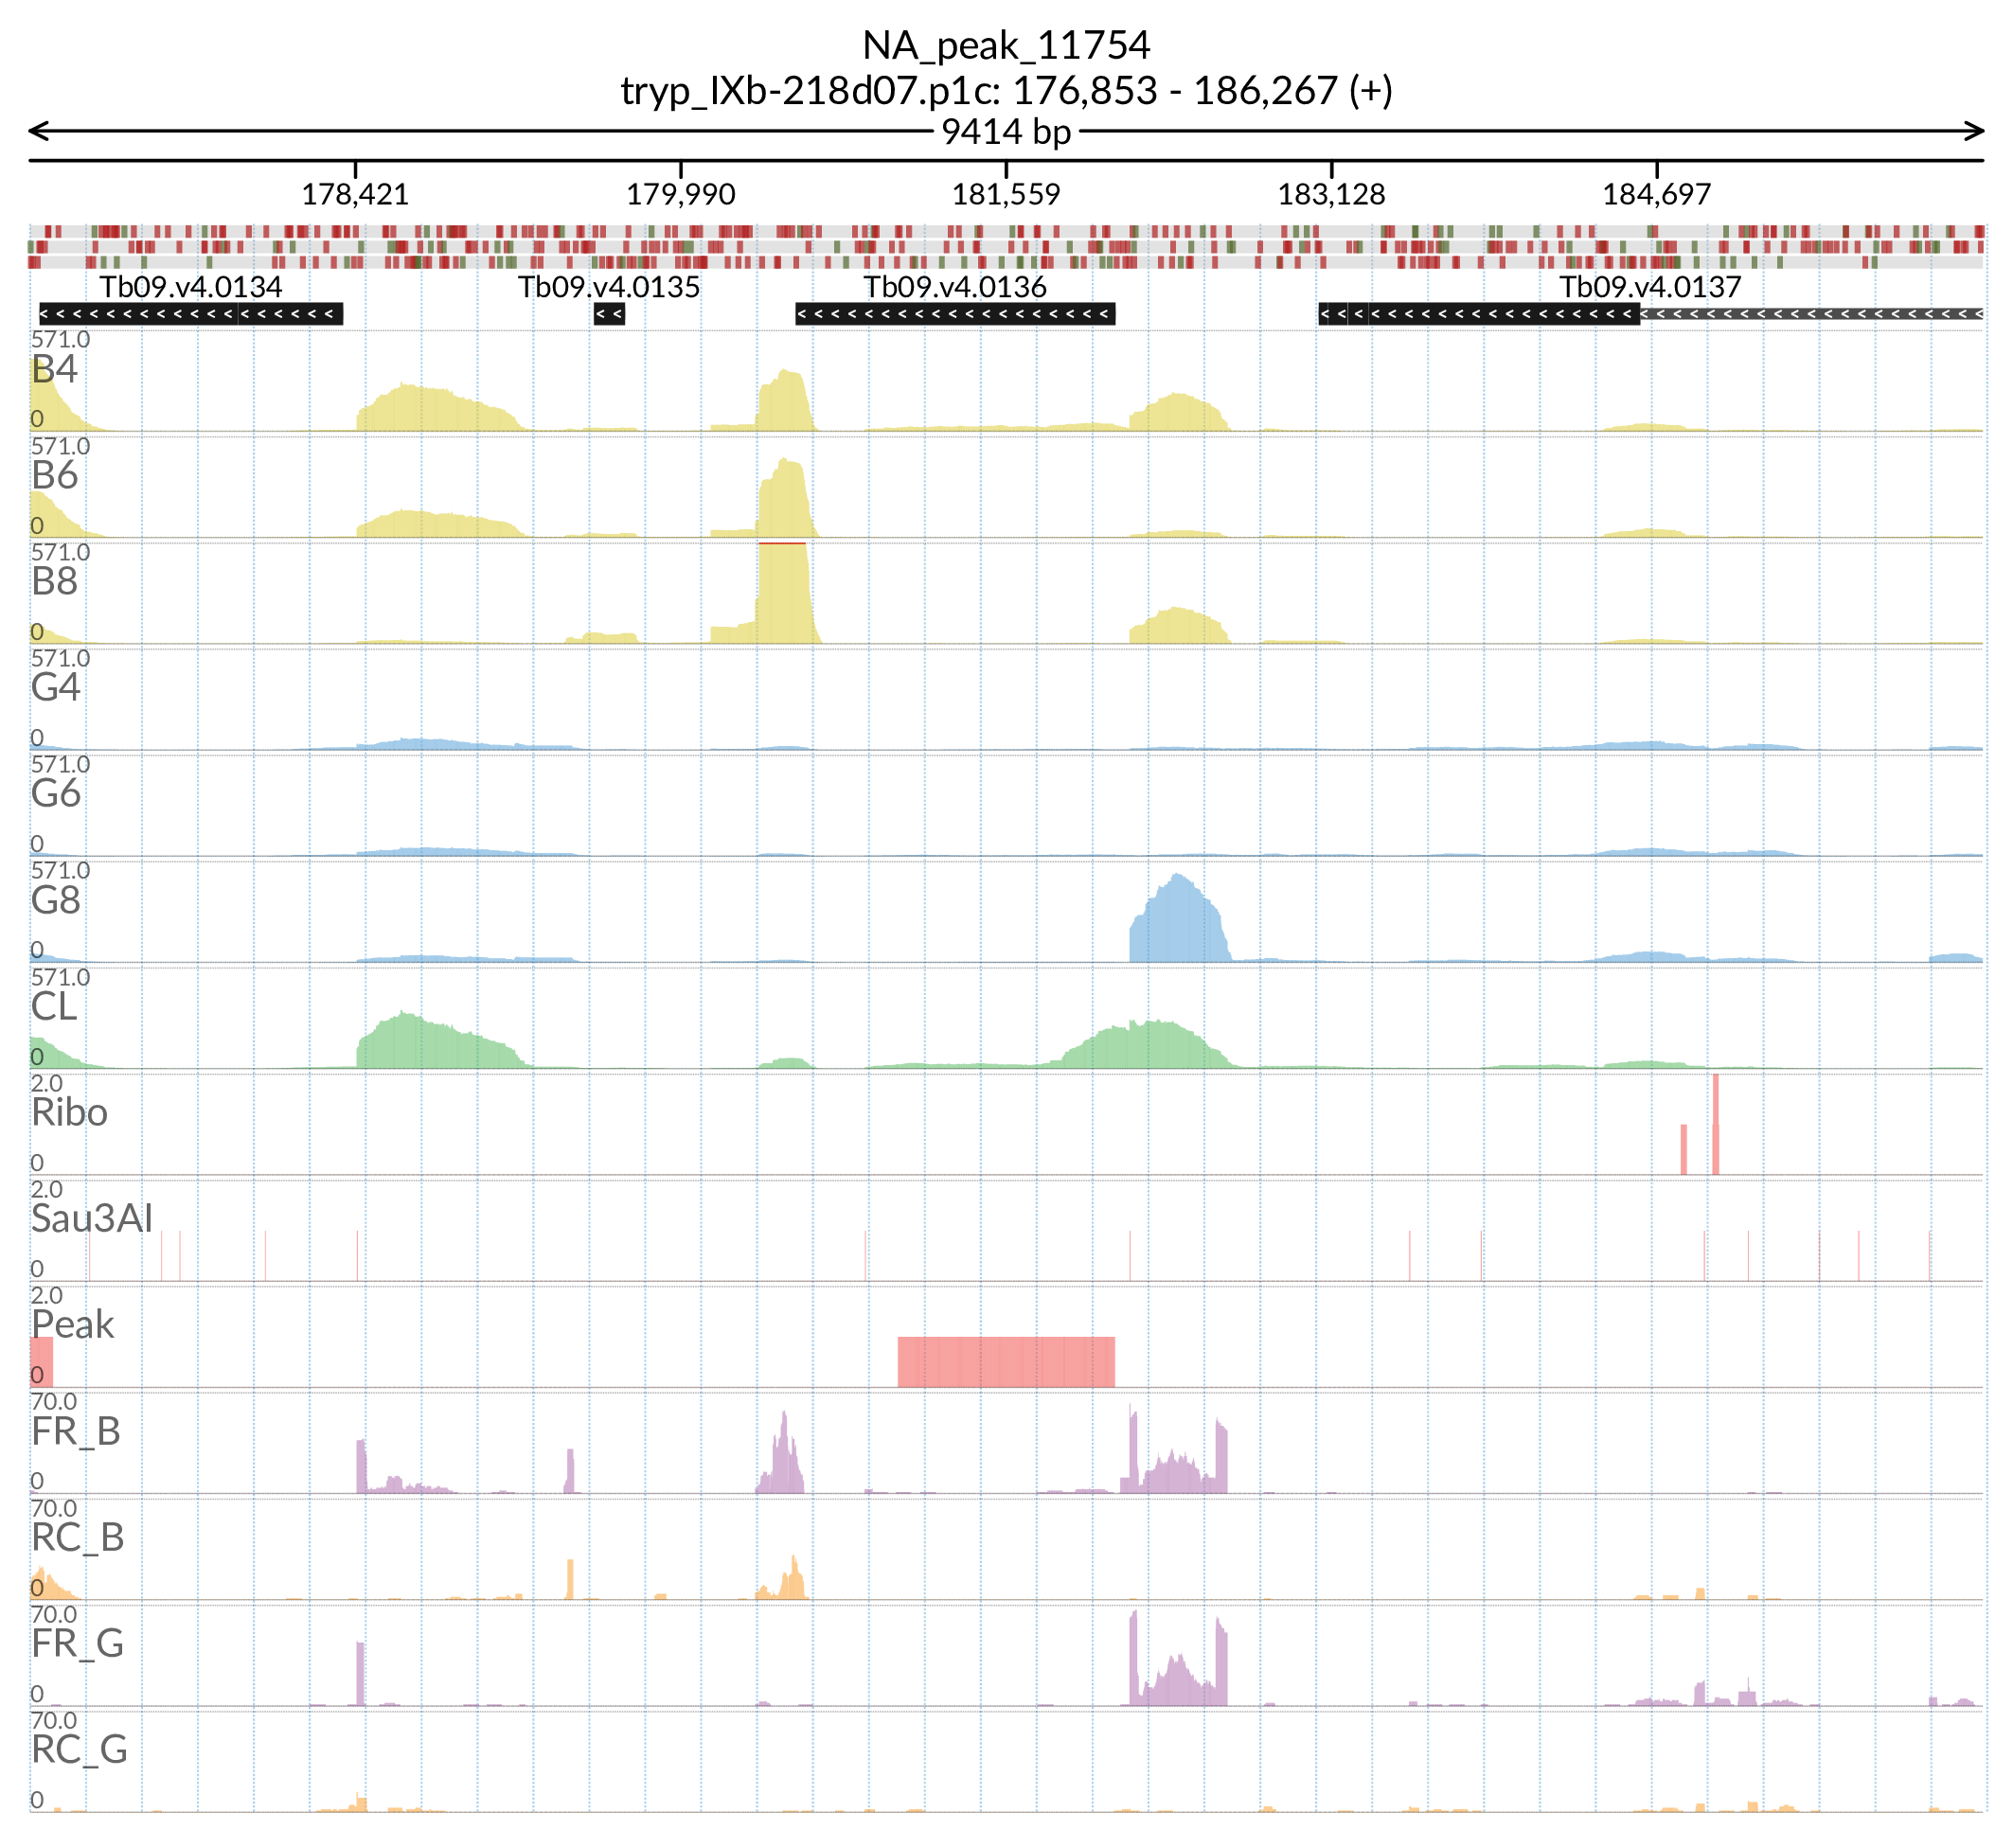 NA_peak_11754
tryp_IXb-218d07.p1c: 176,853 - 186,267 (+)
9414 bp
178,421 179,990 181,559 183,128 184,697
Tb09.v4.0134 Tb09.v4.0135 Tb09.v4.0136 Tb09.v4.0137
571.0
B4
0
571.0
B6
0
571.0
B8
0
571.0
G4
0
571.0
G6
0
571.0
G8
0
571.0
CL
0
2.0
Ribo
0
2.0
Sau3AI
0
2.0
Peak
0
70.0
FR_B
0
70.0
RC_B
0
70.0
FR_G
0
70.0
RC_G
0